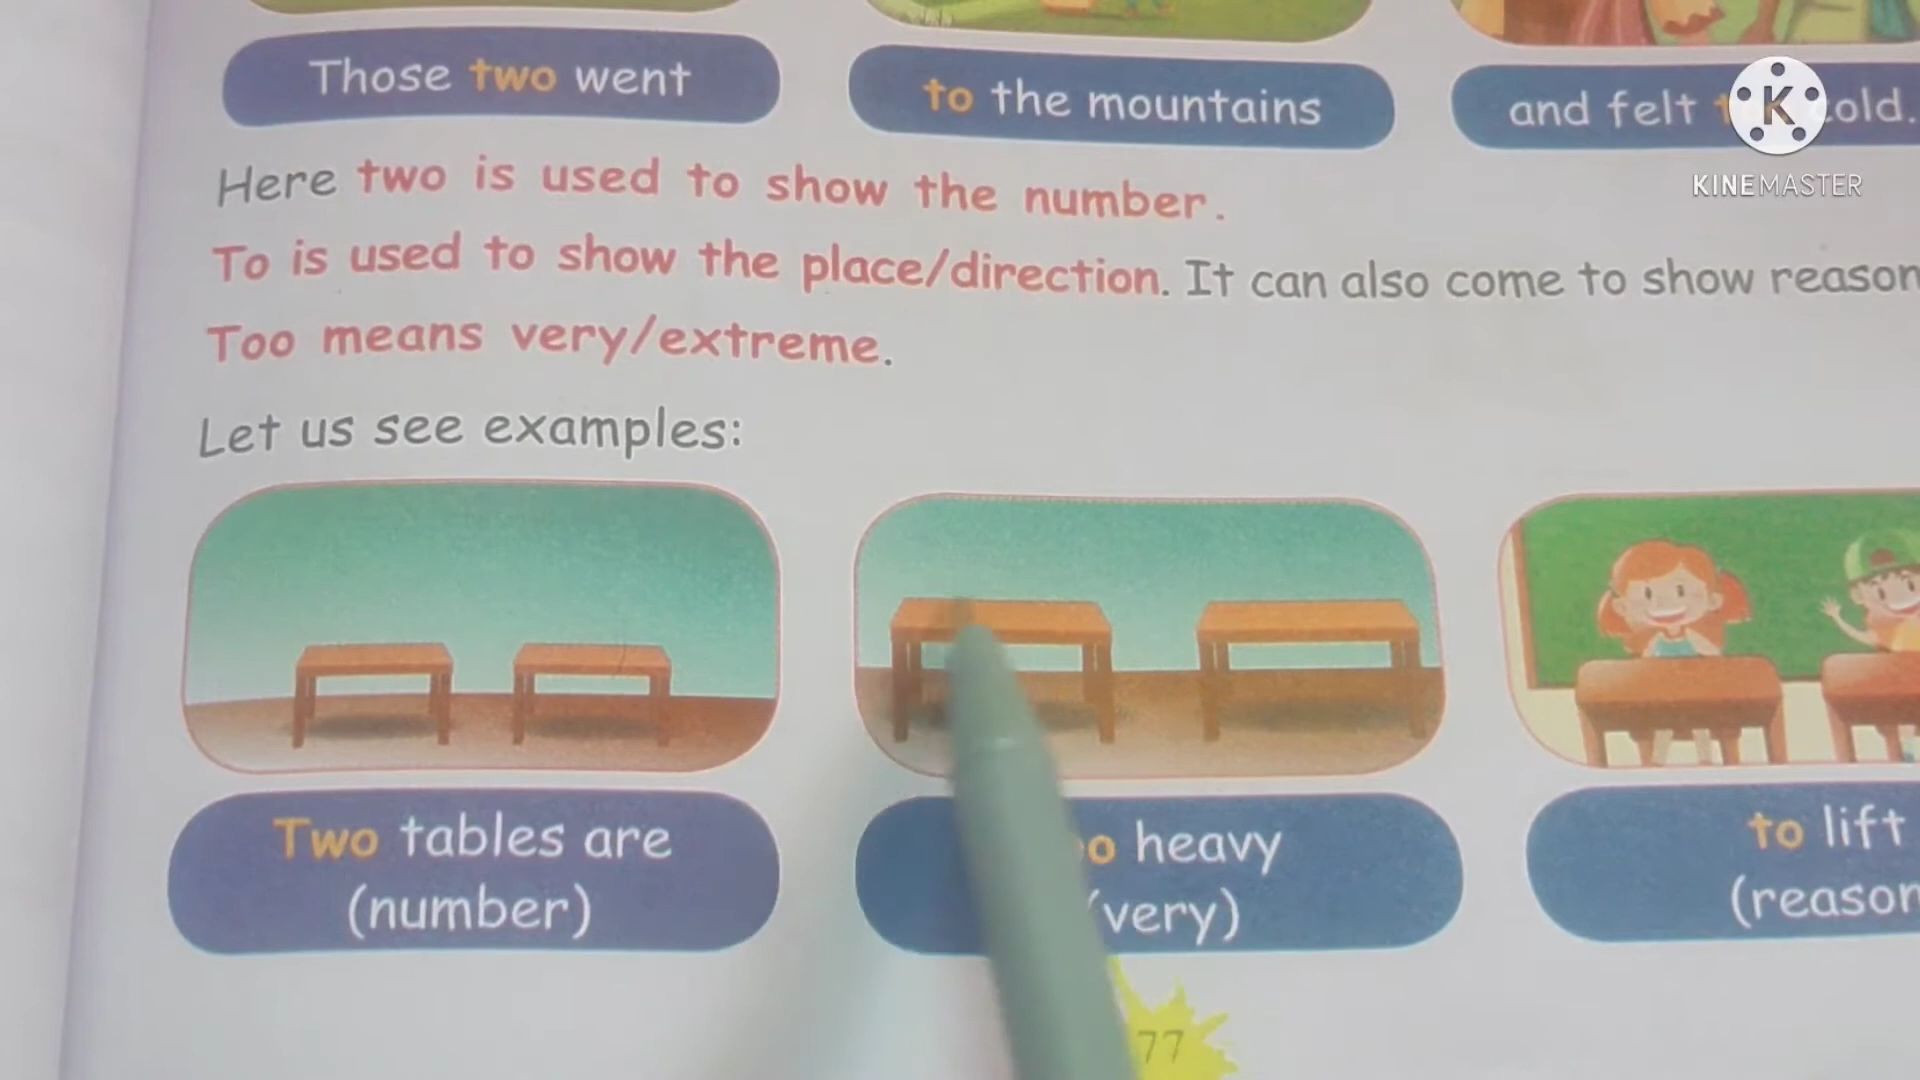 Those two went
to the mountains
and felt cold.
KINEMASTER
Here two is used to show the number.
To is used to show the place/direction. It can also come to show reason
Too means very/extreme.
Let us see examples:
Two tables are
(number)
heavy
(very)
to lift
(reason
77